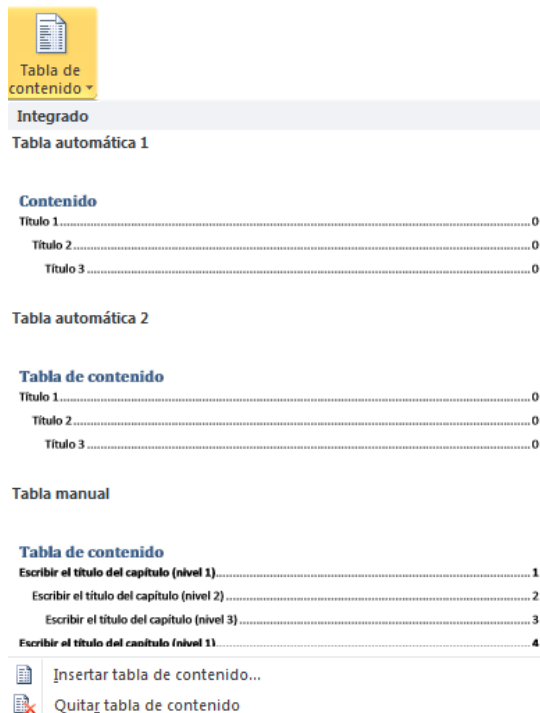 Tabla de
contenido
Integrado
Tabla automática 1
Contenido
Título 1.......................................................0
Título 2.......................................................0
Título 3.......................................................0
Tabla automática 2
Tabla de contenido
Título 1.......................................................0
Título 2.......................................................0
Título 3.......................................................0
Tabla manual
Tabla de contenido
Escribir el título del capítulo (nivel 1).......................................................1
Escribir el título del capítulo (nivel 2).......................................................2
Escribir el título del capítulo (nivel 3).......................................................3
Escribir el título del capítulo (nivel 1).......................................................4
Insertar tabla de contenido...
Quitar tabla de contenido